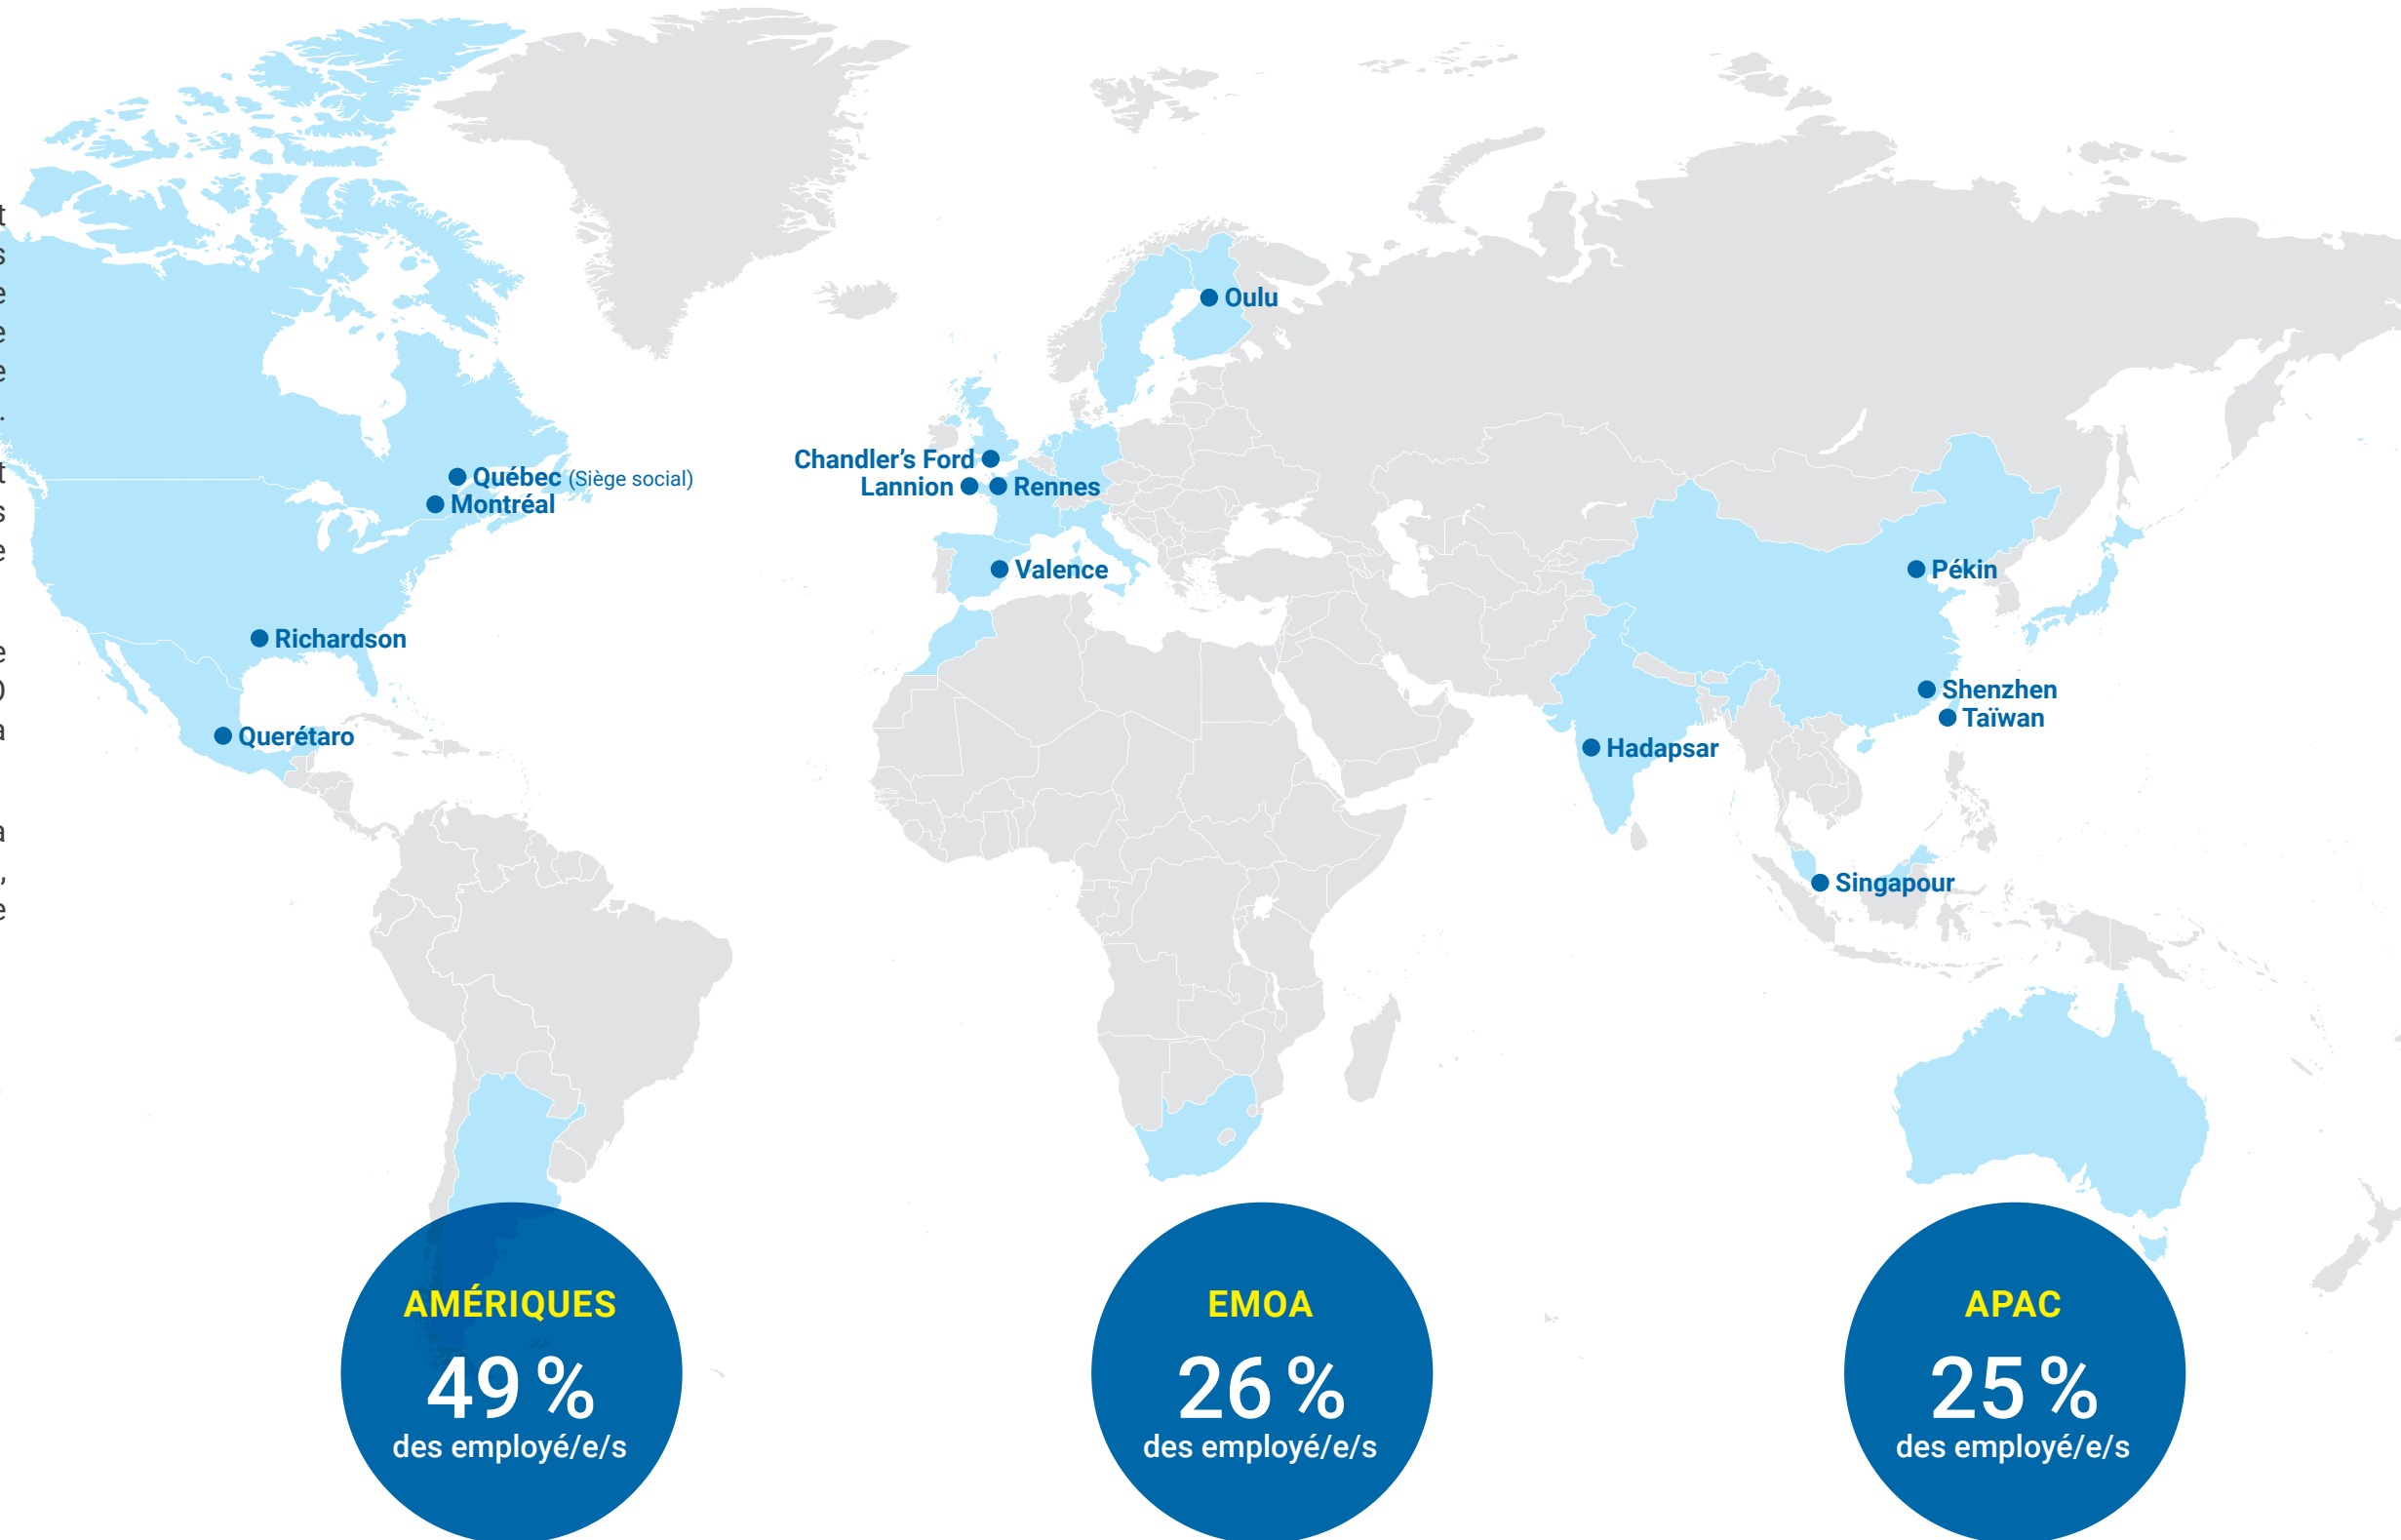 Oulu
Chandler's Ford
Lannion
Rennes
Québec (Siège social)
Montréal
Valence
Pékin
Richardson
Shenzhen
Taïwan
Querétaro
Hadapsar
Singapour
AMÉRIQUES
49 %
des employé/e/s
EMOA
26 %
des employé/e/s
APAC
25 %
des employé/e/s